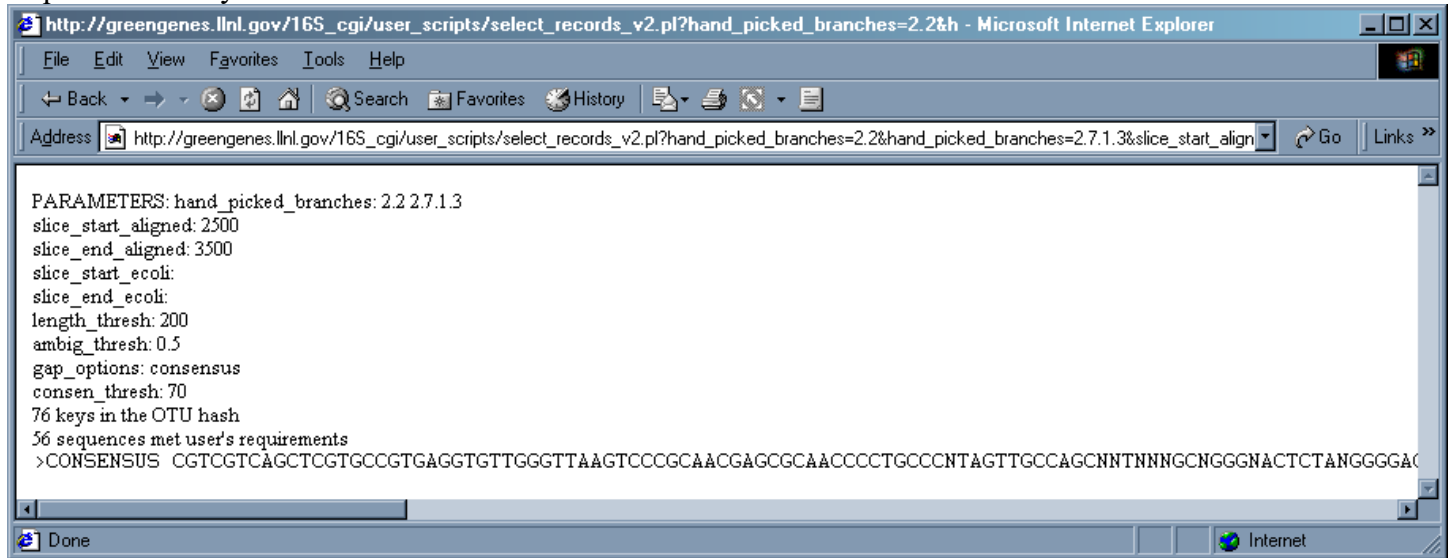 http://greengenes.llnl.gov/16S_cgi/user_scripts/select_records_v2.pl?hand_picked_branches=2.2&h - Microsoft Internet Explorer
File Edit View Favorites Tools Help
Back Search Favorites History
Address http://greengenes.llnl.gov/16S_cgi/user_scripts/select_records_v2.pl?hand_picked_branches=2.2&hand_picked_branches=2.7.1.3&slice_start_align Go Links »
PARAMETERS: hand_picked_branches: 2.2 2.7.1.3
slice_start_aligned: 2500
slice_end_aligned: 3500
slice_start_ecoli:
slice_end_ecoli:
length_thresh: 200
ambig_thresh: 0.5
gap_options: consensus
consen_thresh: 70
76 keys in the OTU hash
56 sequences met user's requirements
>CONSENSUS CGTCGTCAGCTCGTGCCGTGAGGTGTTGGGTTAAGTCCCGCAACGAGCGCAACCCCTGCCCNTAGTTGCCAGCNNTNNNGCNGGGNACTCTANGGGGA
Done Internet